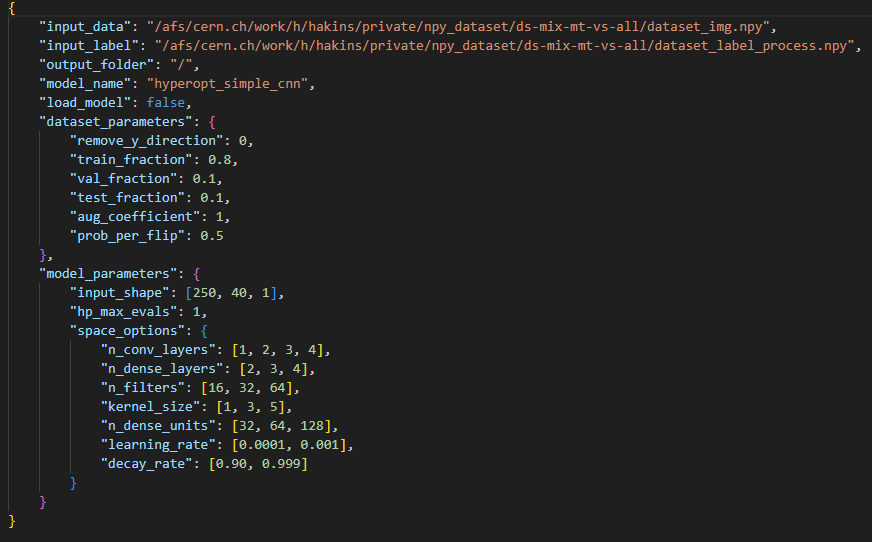 {
    "input_data": "/afs/cern.ch/work/h/hakins/private/npy_dataset/ds-mix-mt-vs-all/dataset_img.npy",
    "input_label": "/afs/cern.ch/work/h/hakins/private/npy_dataset/ds-mix-mt-vs-all/dataset_label_process.npy",
    "output_folder": "/",
    "model_name": "hyperopt_simple_cnn",
    "load_model": false,
    "dataset_parameters": {
        "remove_y_direction": 0,
        "train_fraction": 0.8,
        "val_fraction": 0.1,
        "test_fraction": 0.1,
        "aug_coefficient": 1,
        "prob_per_flip": 0.5
    },
    "model_parameters": {
        "input_shape": [250, 40, 1],
        "hp_max_evals": 1,
        "space_options": {
            "n_conv_layers": [1, 2, 3, 4],
            "n_dense_layers": [2, 3, 4],
            "n_filters": [16, 32, 64],
            "kernel_size": [1, 3, 5],
            "n_dense_units": [32, 64, 128],
            "learning_rate": [0.0001, 0.001],
            "decay_rate": [0.90, 0.999]
        }
    }
}